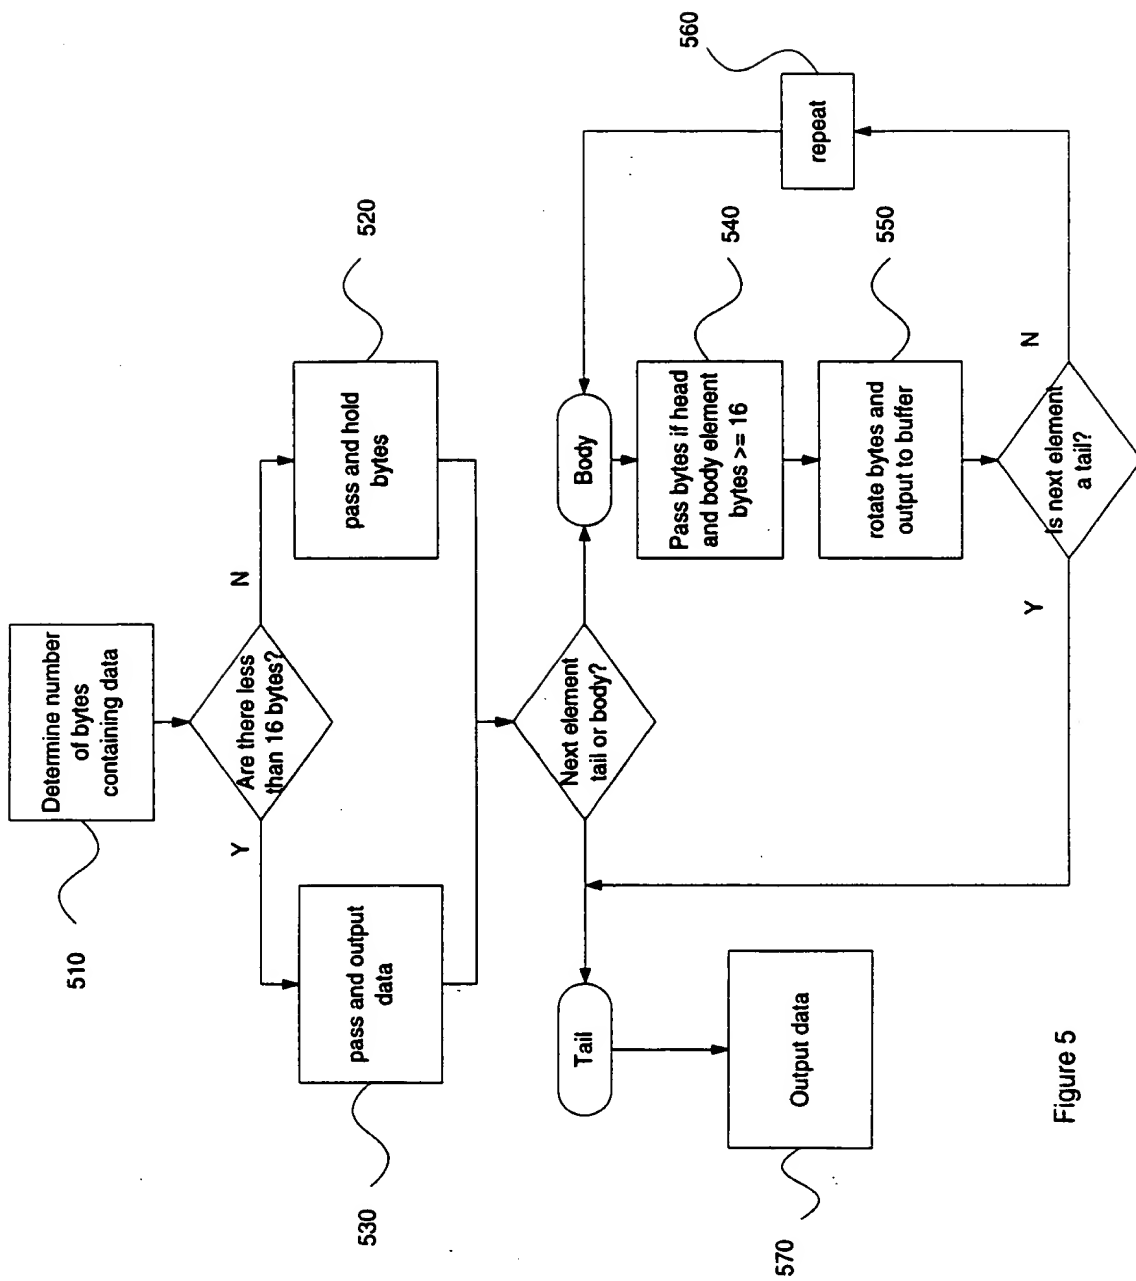 510
Determine number
of bytes
containing data
Are there less
than 16 bytes?
Y
N
530
pass and output
data
pass and hold
bytes
520
Next element
tail or body?
Tail
Body
560
repeat
570
Output data
Pass bytes if head
and body element
bytes >= 16
540
rotate bytes and
output to buffer
550
Is next element
a tail?
Y
N
Figure 5